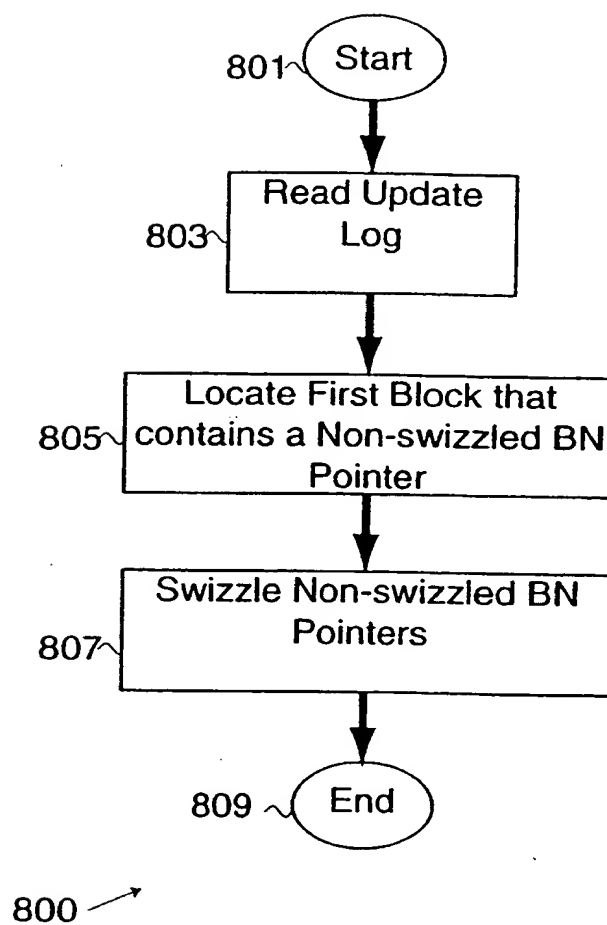 801
Start
803
Read Update
Log
805
Locate First Block that
contains a Non-swizzled BN
Pointer
807
Swizzle Non-swizzled BN
Pointers
809
End
800